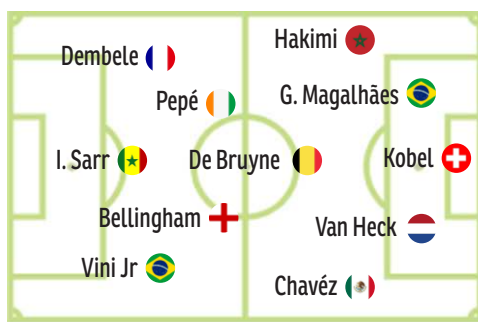 Hakimi
Dembele
Pepé
G. Magalhães
I. Sarr
De Bruyne
Kobel
Bellingham
Van Heck
Vini Jr
Chavéz